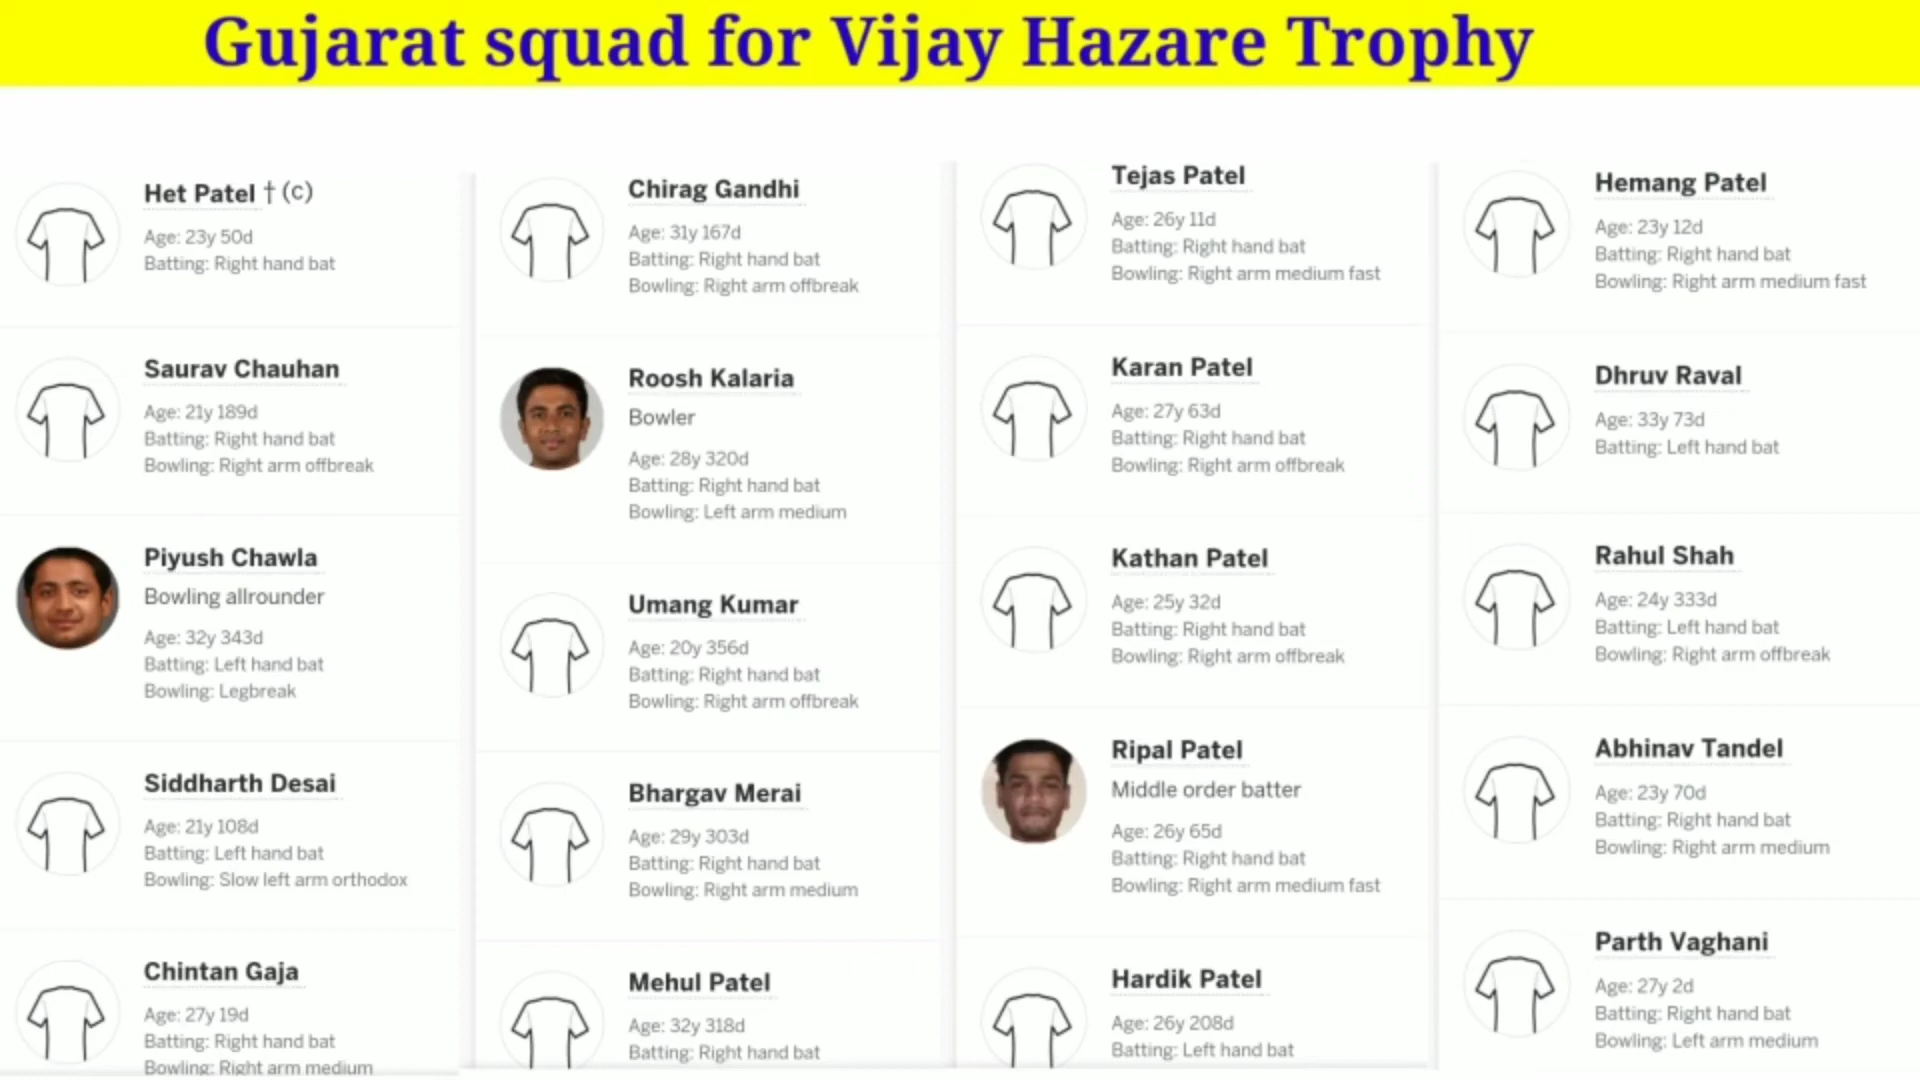 Gujarat squad for Vijay Hazare Trophy
Het Patel † (c)
Age: 23y 50d
Batting: Right hand bat
Saurav Chauhan
Age: 21y 189d
Batting: Right hand bat
Bowling: Right arm offbreak
Piyush Chawla
Bowling allrounder
Age: 32y 343d
Batting: Left hand bat
Bowling: Legbreak
Siddharth Desai
Age: 21y 108d
Batting: Left hand bat
Bowling: Slow left arm orthodox
Chintan Gaja
Age: 27y 19d
Batting: Right hand bat
Bowling: Right arm medium
Chirag Gandhi
Age: 31y 167d
Batting: Right hand bat
Bowling: Right arm offbreak
Roosh Kalaria
Bowler
Age: 28y 320d
Batting: Right hand bat
Bowling: Left arm medium
Umang Kumar
Age: 20y 356d
Batting: Right hand bat
Bowling: Right arm offbreak
Bhargav Merai
Age: 29y 303d
Batting: Right hand bat
Bowling: Right arm medium
Mehul Patel
Age: 32y 318d
Batting: Right hand bat
Tejas Patel
Age: 26y 11d
Batting: Right hand bat
Bowling: Right arm medium fast
Karan Patel
Age: 27y 63d
Batting: Right hand bat
Bowling: Right arm offbreak
Kathan Patel
Age: 25y 32d
Batting: Right hand bat
Bowling: Right arm offbreak
Ripal Patel
Middle order batter
Age: 26y 65d
Batting: Right hand bat
Bowling: Right arm medium fast
Hardik Patel
Age: 26y 208d
Batting: Left hand bat
Hemang Patel
Age: 23y 12d
Batting: Right hand bat
Bowling: Right arm medium fast
Dhruv Raval
Age: 33y 73d
Batting: Left hand bat
Rahul Shah
Age: 24y 333d
Batting: Left hand bat
Bowling: Right arm offbreak
Abhinav Tandel
Age: 23y 70d
Batting: Right hand bat
Bowling: Right arm medium
Parth Vaghani
Age: 27y 2d
Batting: Right hand bat
Bowling: Left arm medium